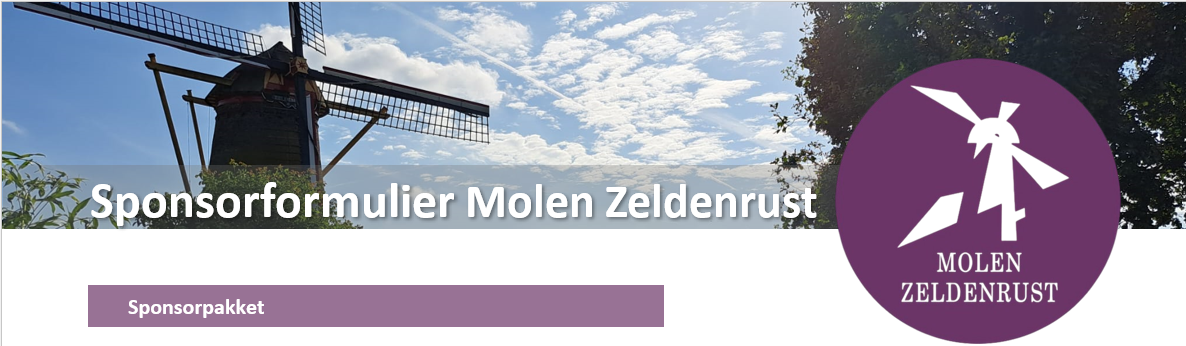 Sponsorformulier Molen Zeldenrust
MOLEN
ZELDENRUST
Sponsorpakket